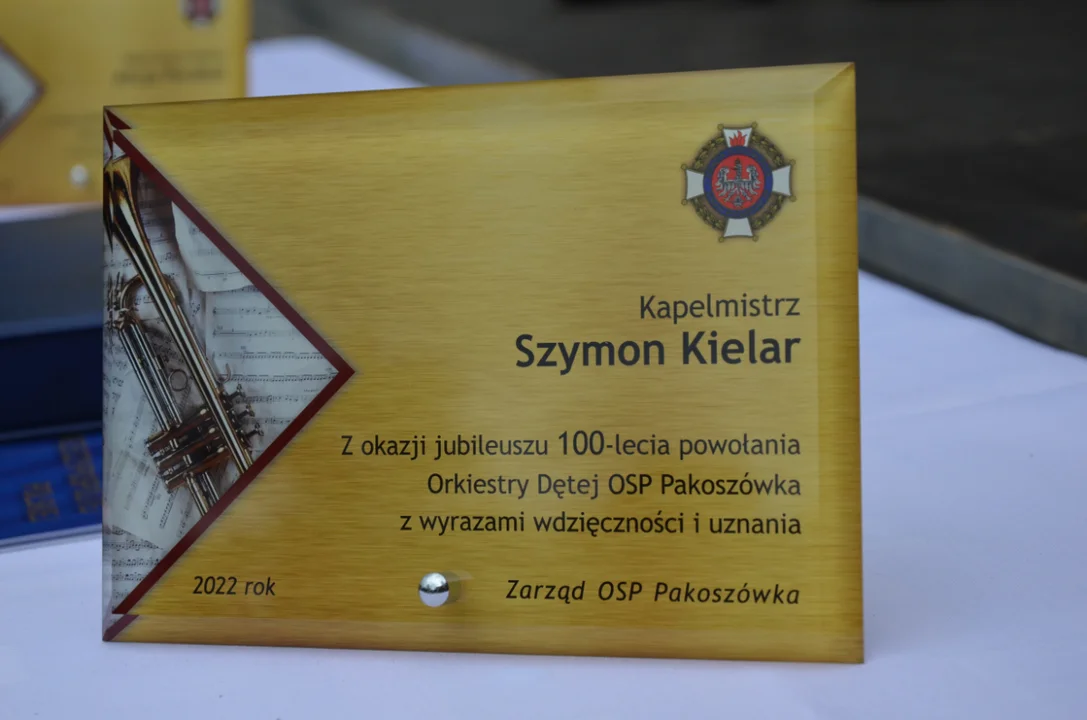 Kapelmistrz
Szymon Kielar
Z okazji jubileuszu 100-lecia powołania
Orkiestry Dętej OSP Pakoszówka
z wyrazami wdzięczności i uznania
2022 rok
Zarząd OSP Pakoszówka